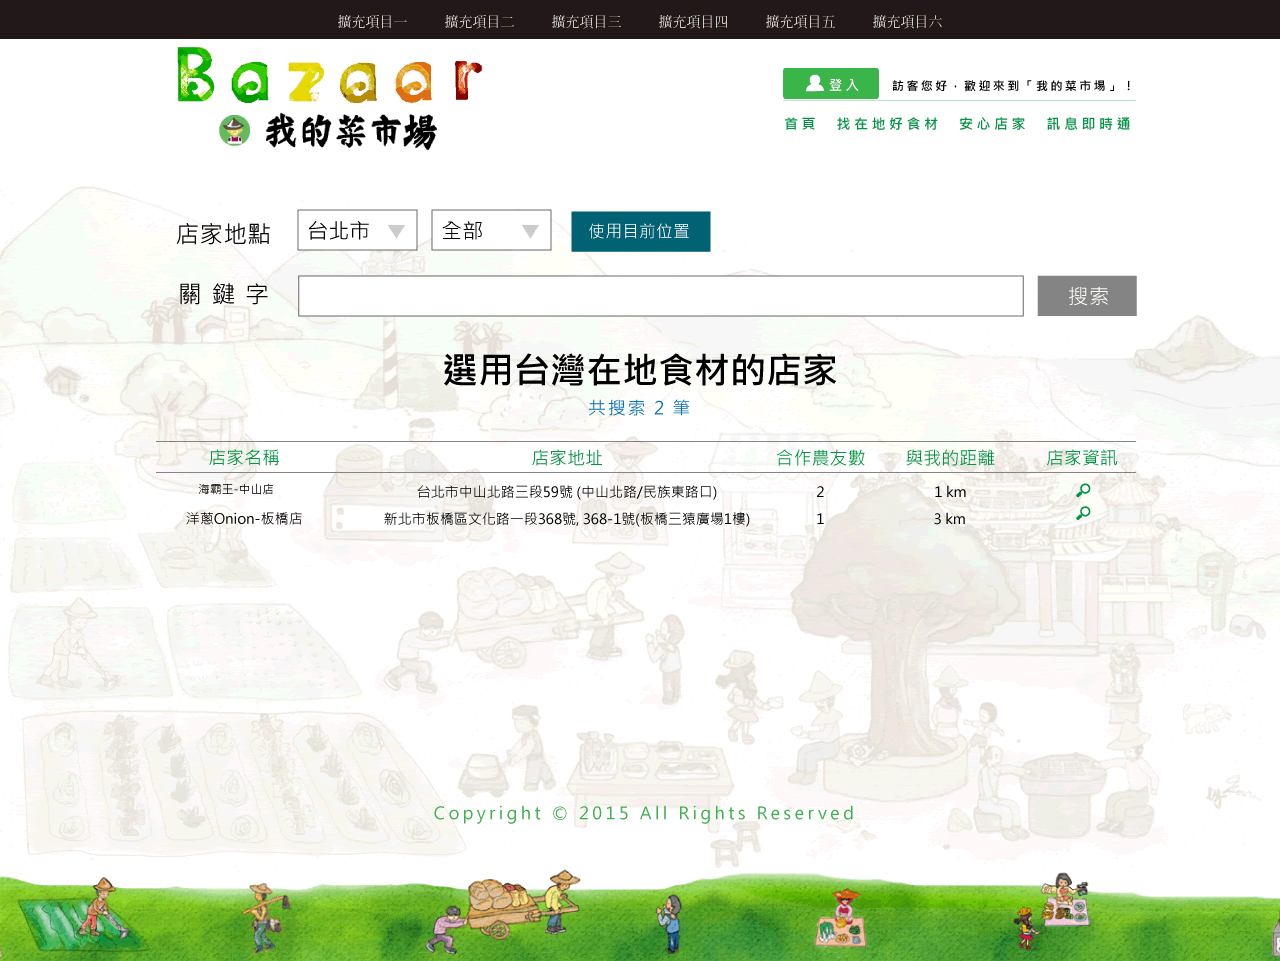 擴充項目一 擴充項目二 擴充項目三 擴充項目四 擴充項目五 擴充項目六
Bazaar
我的菜市場
登入 訪客您好，歡迎來到「我的菜市場」！
首頁 找在地好食材 安心店家 訊息即時通
店家地點 台北市 全部 使用目前位置
關鍵字 搜索
選用台灣在地食材的店家
共搜索 2 筆
店家名稱 店家地址 合作農友數 與我的距離 店家資訊
海霸王-中山店 台北市中山北路三段59號 (中山北路/民族東路口) 2 1 km
洋蔥Onion-板橋店 新北市板橋區文化路一段368號, 368-1號(板橋三猿廣場1樓) 1 3 km
Copyright © 2015 All Rights Reserved